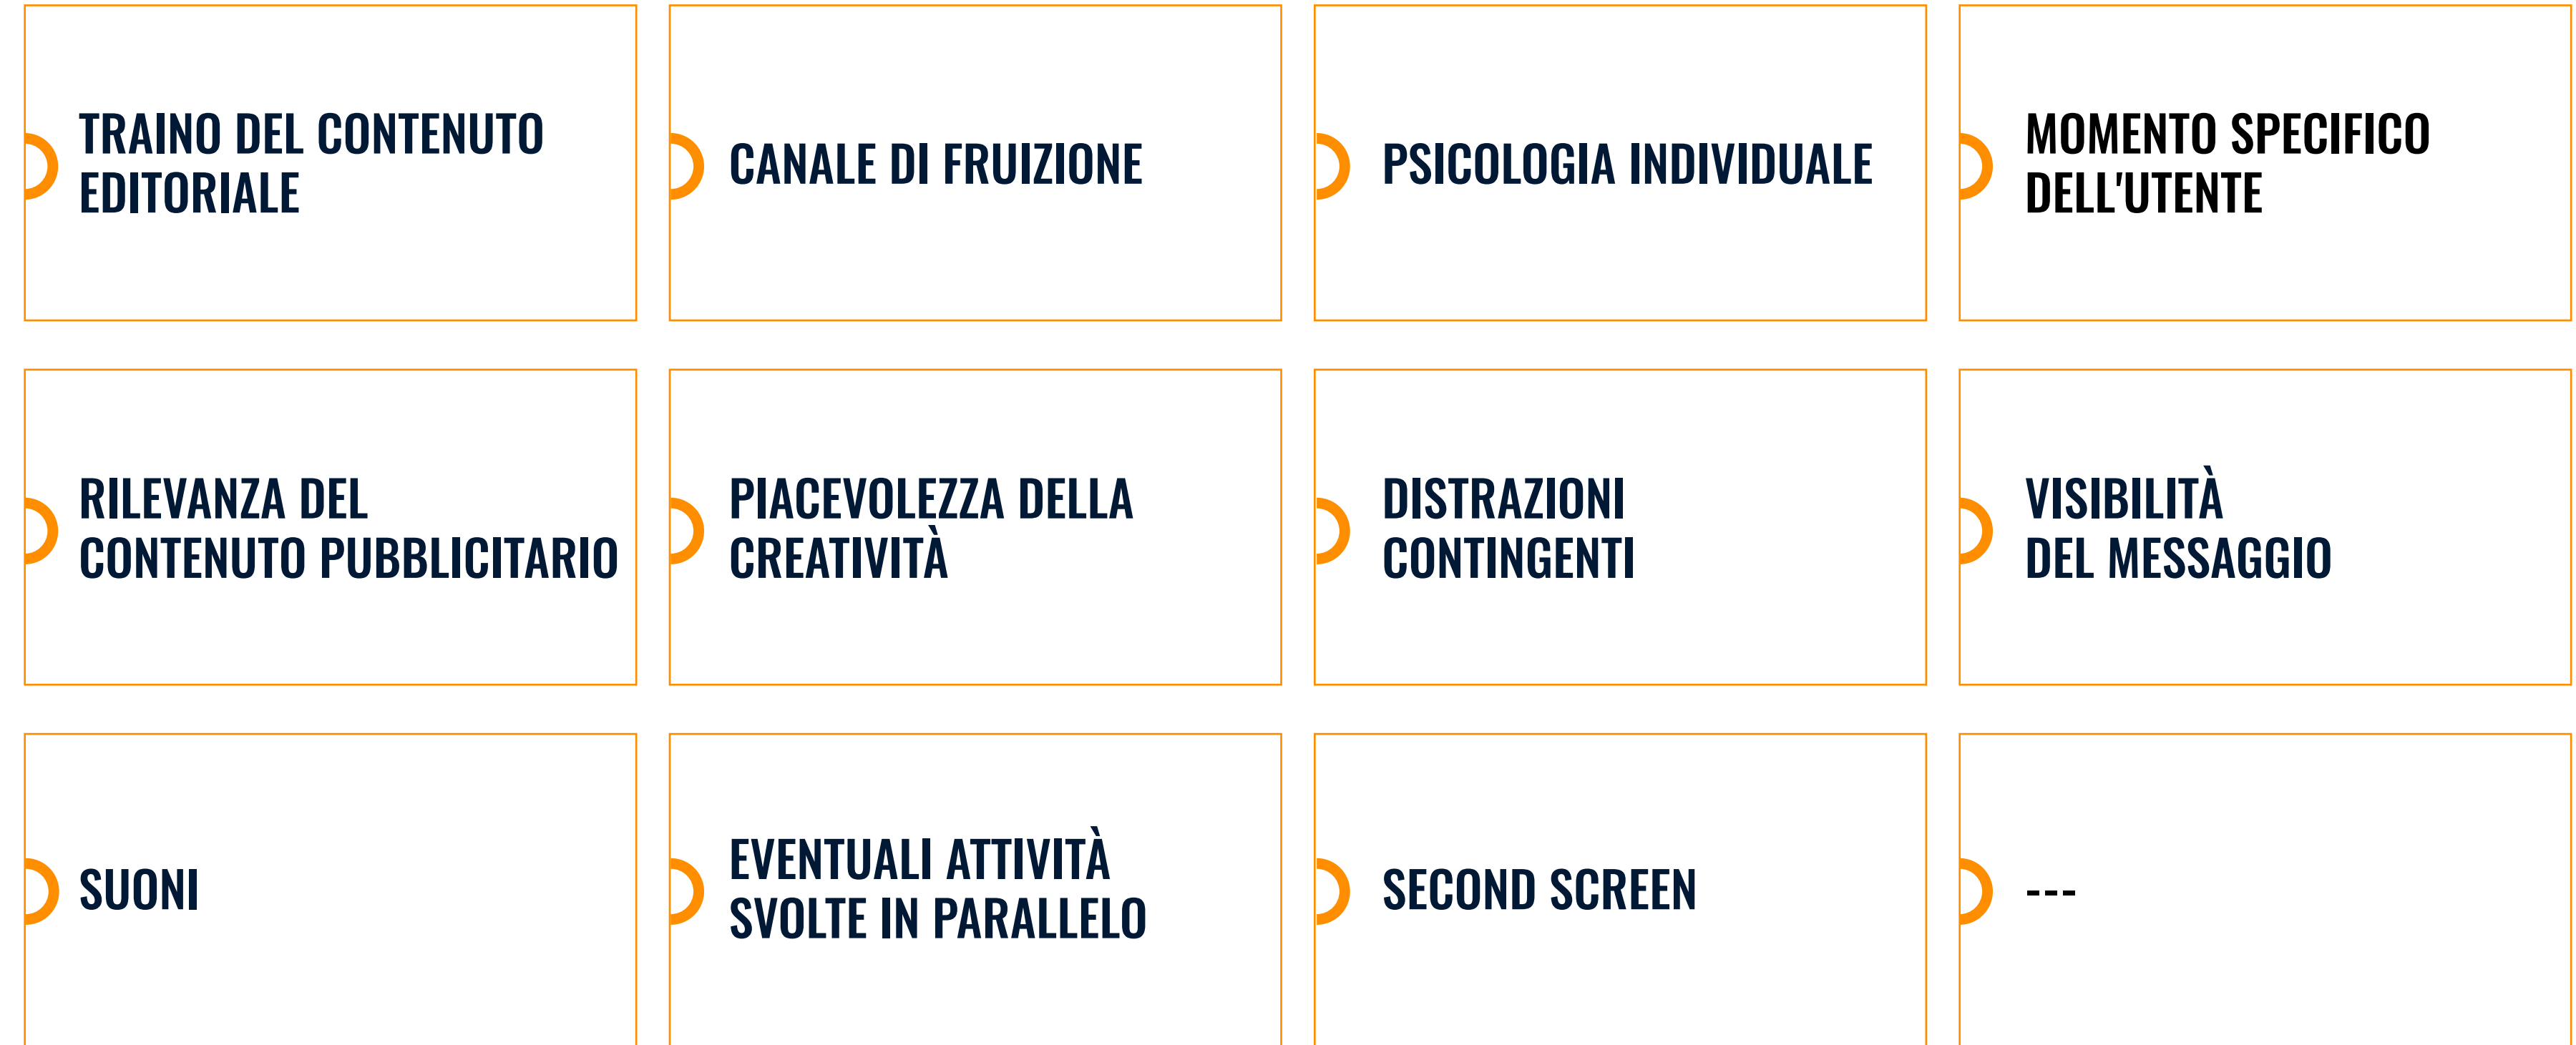 TRAINO DEL CONTENUTO
EDITORIALE
CANALE DI FRUIZIONE
PSICOLOGIA INDIVIDUALE
MOMENTO SPECIFICO
DELL'UTENTE
RILEVANZA DEL
CONTENUTO PUBBLICITARIO
PIACEVOLEZZA DELLA
CREATIVITÀ
DISTRAZIONI
CONTINGENTI
VISIBILITÀ
DEL MESSAGGIO
SUONI
EVENTUALI ATTIVITÀ
SVOLTE IN PARALLELO
SECOND SCREEN
---